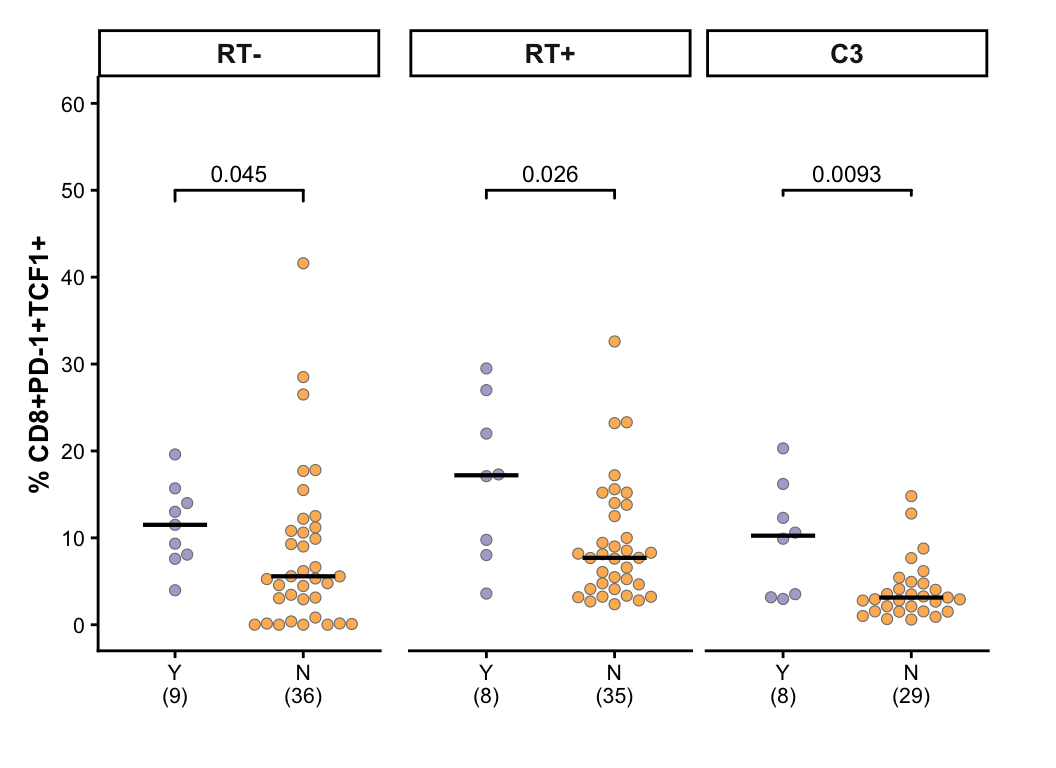 RT- RT+ C3
% CD8+PD-1+TCF1+
60
50
40
30
20
10
0
0.045 0.026 0.0093
Y N Y N Y N
(9) (36) (8) (35) (8) (29)